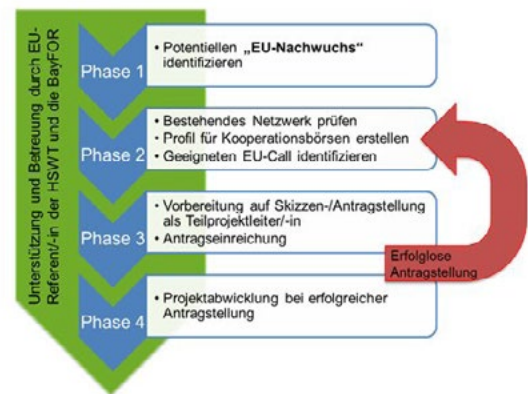 Unterstützung und Betreuung durch EU-
Referent/-in der HSWT und die BayFOR
Phase 1
• Potentiellen „EU-Nachwuchs“
identifizieren
Phase 2
• Bestehendes Netzwerk prüfen
• Profil für Kooperationsbörsen erstellen
• Geeigneten EU-Call identifizieren
Phase 3
• Vorbereitung auf Skizzen-/Antragstellung
als Teilprojektleiter/-in
• Antragseinreichung
Erfolglose
Antragstellung
Phase 4
• Projektabwicklung bei erfolgreicher
Antragstellung